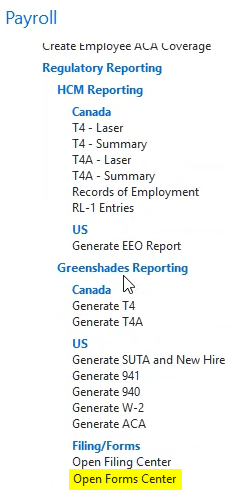 Payroll
Create Employee ACA Coverage
Regulatory Reporting
HCM Reporting
Canada
T4 - Laser
T4 - Summary
T4A - Laser
T4A - Summary
Records of Employment
RL-1 Entries
US
Generate EEO Report
Greenshades Reporting
Canada
Generate T4
Generate T4A
US
Generate SUTA and New Hire
Generate 941
Generate 940
Generate W-2
Generate ACA
Filing/Forms
Open Filing Center
Open Forms Center